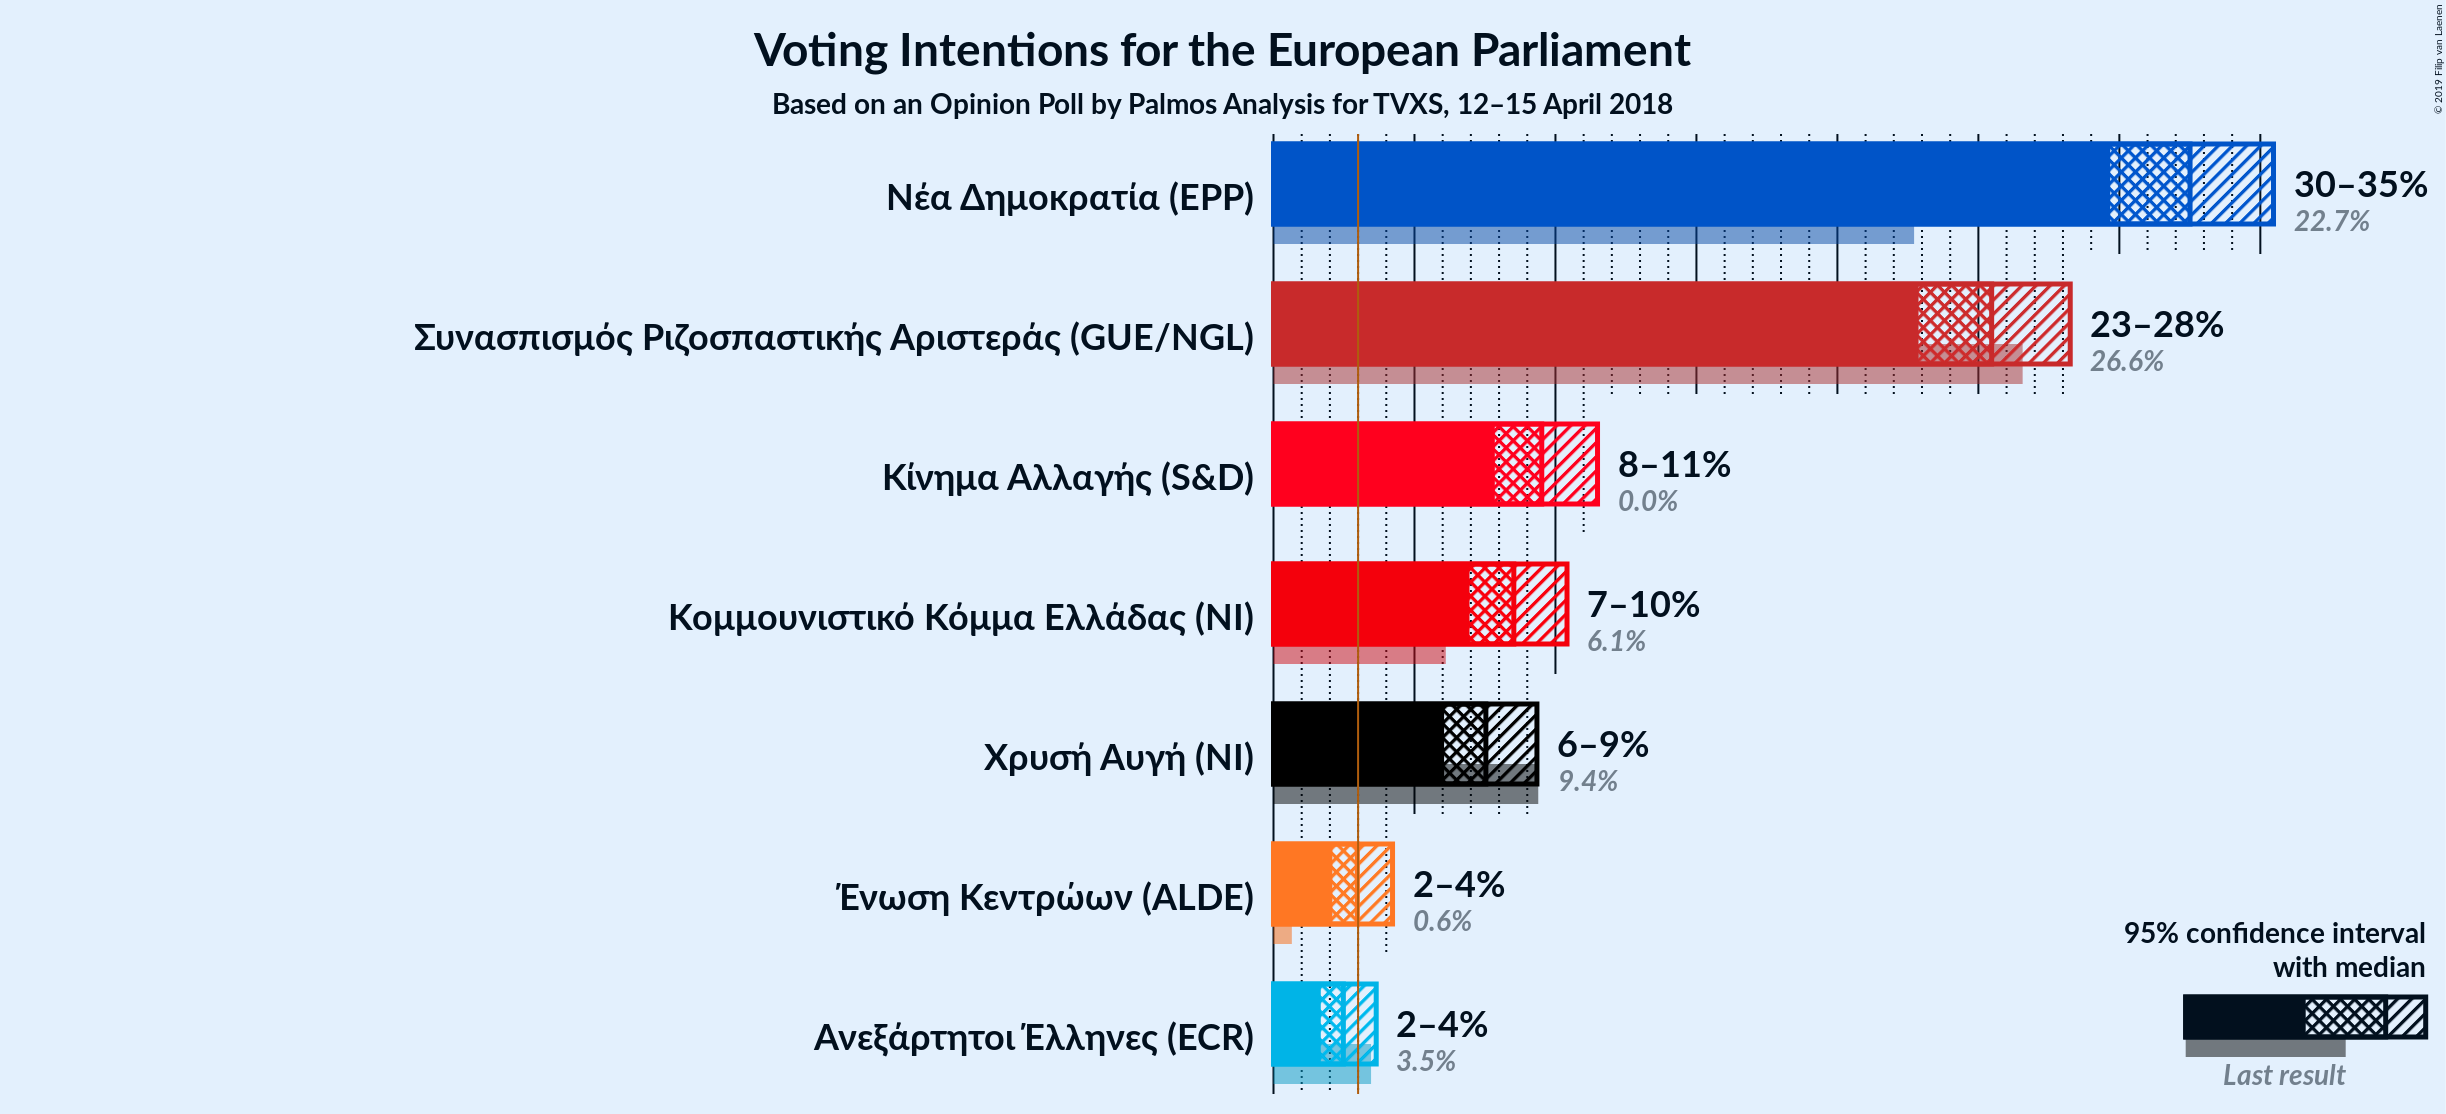 Voting Intentions for the European Parliament
Based on an Opinion Poll by Palmos Analysis for TVXS, 12–15 April 2018
© 2019 Filip van Laenen
Νέα Δημοκρατία (EPP)
30–35%
22.7%
Συνασπισμός Ριζοσπαστικής Αριστεράς (GUE/NGL)
23–28%
26.6%
Κίνημα Αλλαγής (S&D)
8–11%
0.0%
Κομμουνιστικό Κόμμα Ελλάδας (NI)
7–10%
6.1%
Χρυσή Αυγή (NI)
6–9%
9.4%
Ένωση Κεντρώων (ALDE)
2–4%
0.6%
Ανεξάρτητοι Έλληνες (ECR)
2–4%
3.5%
95% confidence interval
with median
Last result